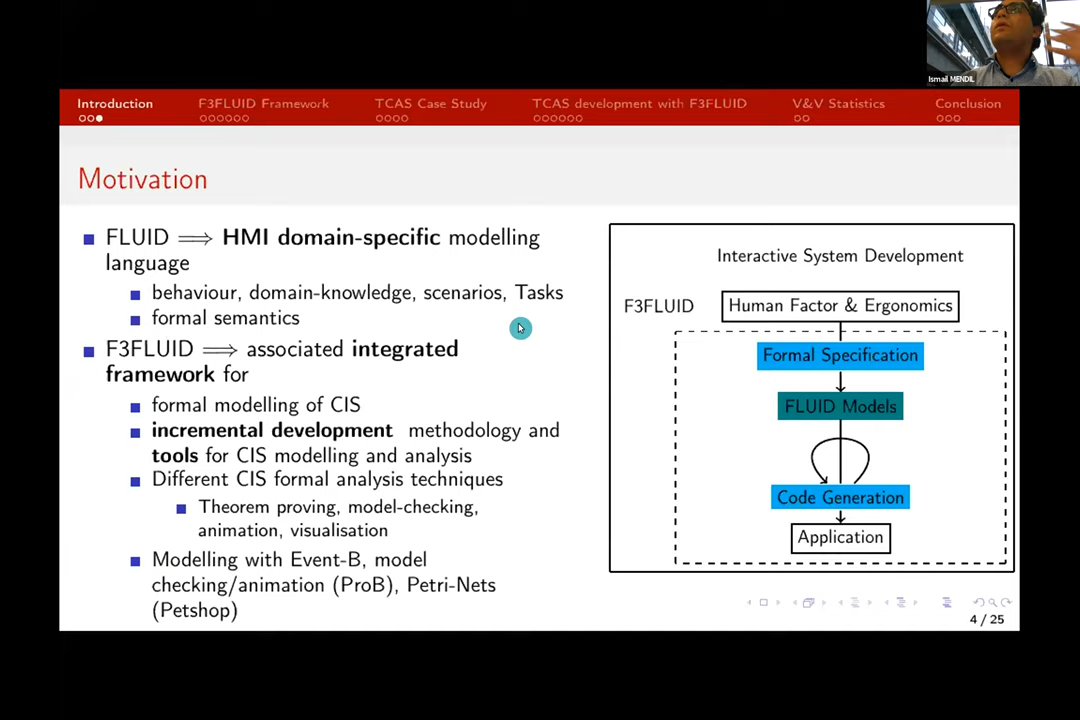 Ismail MENDIL
Introduction
F3FLUID Framework
TCAS Case Study
TCAS development with F3FLUID
V&V Statistics
Conclusion
Motivation
FLUID ⟹ HMI domain-specific modelling
language
behaviour, domain-knowledge, scenarios, Tasks
formal semantics
F3FLUID ⟹ associated integrated
framework for
formal modelling of CIS
incremental development methodology and
tools for CIS modelling and analysis
Different CIS formal analysis techniques
Theorem proving, model-checking,
animation, visualisation
Modelling with Event-B, model
checking/animation (ProB), Petri-Nets
(Petshop)
Interactive System Development
F3FLUID
Human Factor & Ergonomics
Formal Specification
FLUID Models
Code Generation
Application
4 / 25